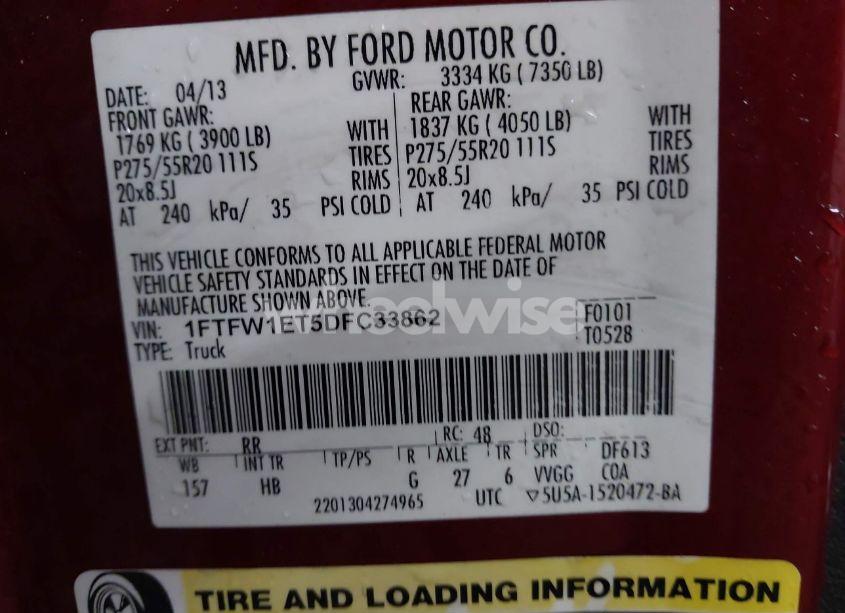 MFD. BY FORD MOTOR CO.
DATE: 04/13 GVWR: 3334 KG ( 7350 LB)
FRONT GAWR: REAR GAWR:
1769 KG ( 3900 LB) WITH 1837 KG ( 4050 LB) WITH
P275/55R20 111S TIRES P275/55R20 111S TIRES
20x8.5J RIMS 20x8.5J RIMS
AT 240 kPa/ 35 PSI COLD AT 240 kPa/ 35 PSI COLD
THIS VEHICLE CONFORMS TO ALL APPLICABLE FEDERAL MOTOR
VEHICLE SAFETY STANDARDS IN EFFECT ON THE DATE OF
MANUFACTURE SHOWN ABOVE.
wheelwise
VIN: 1FTFW1ET5DFC33862 F0101
TYPE: Truck T0528
EXT PNT: RR RC: 48 DSO:
WB INT TR TP/PS R AXLE TR SPR DF613
157 HB G 27 6 VVGG COA
2201304274965 UTC ▽5U5A-1520472-BA
TIRE AND LOADING INFORMATION